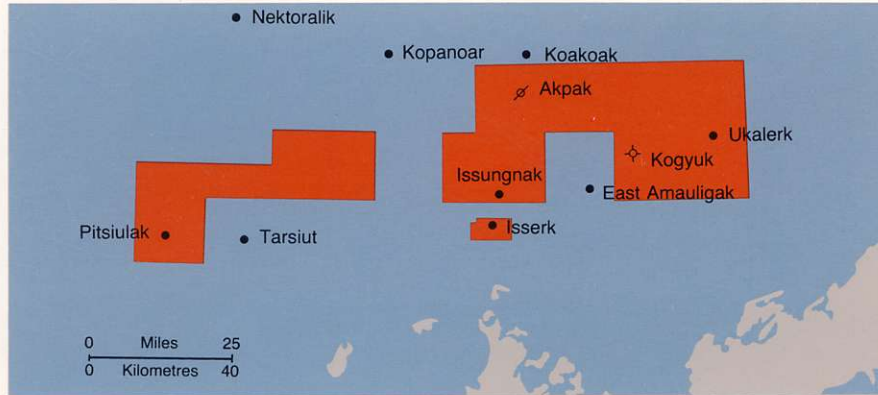 Nektoralik
Kopanoar
Koakoak
Akpak
Ukalerk
Kogyuk
Issungnak
East Amauligak
Pitsiulak
Tarsiut
Isserk
0 Miles 25
0 Kilometres 40